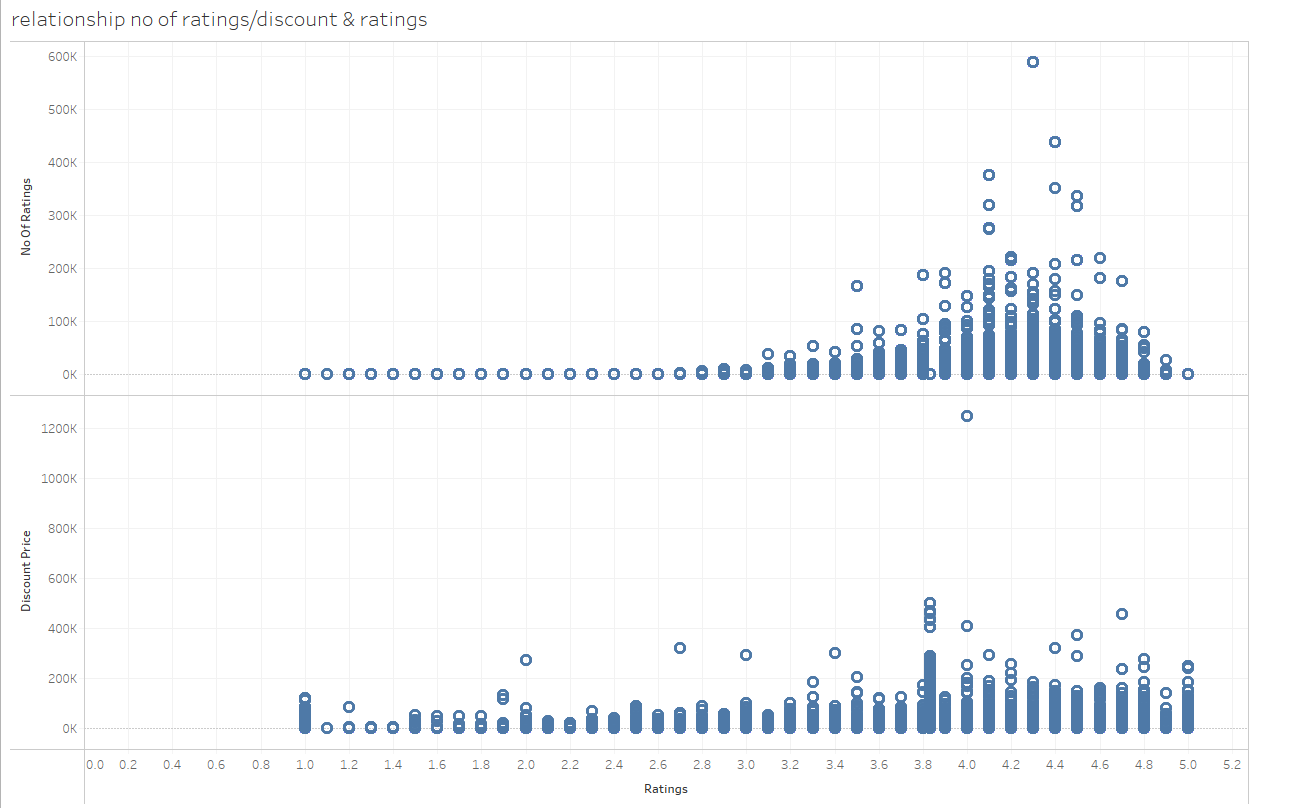 relationship no of ratings/discount & ratings
600K
500K
400K
300K
200K
100K
0K
No Of Ratings
1200K
1000K
800K
600K
400K
200K
0K
Discount Price
0.0 0.2 0.4 0.6 0.8 1.0 1.2 1.4 1.6 1.8 2.0 2.2 2.4 2.6 2.8 3.0 3.2 3.4 3.6 3.8 4.0 4.2 4.4 4.6 4.8 5.0 5.2
Ratings